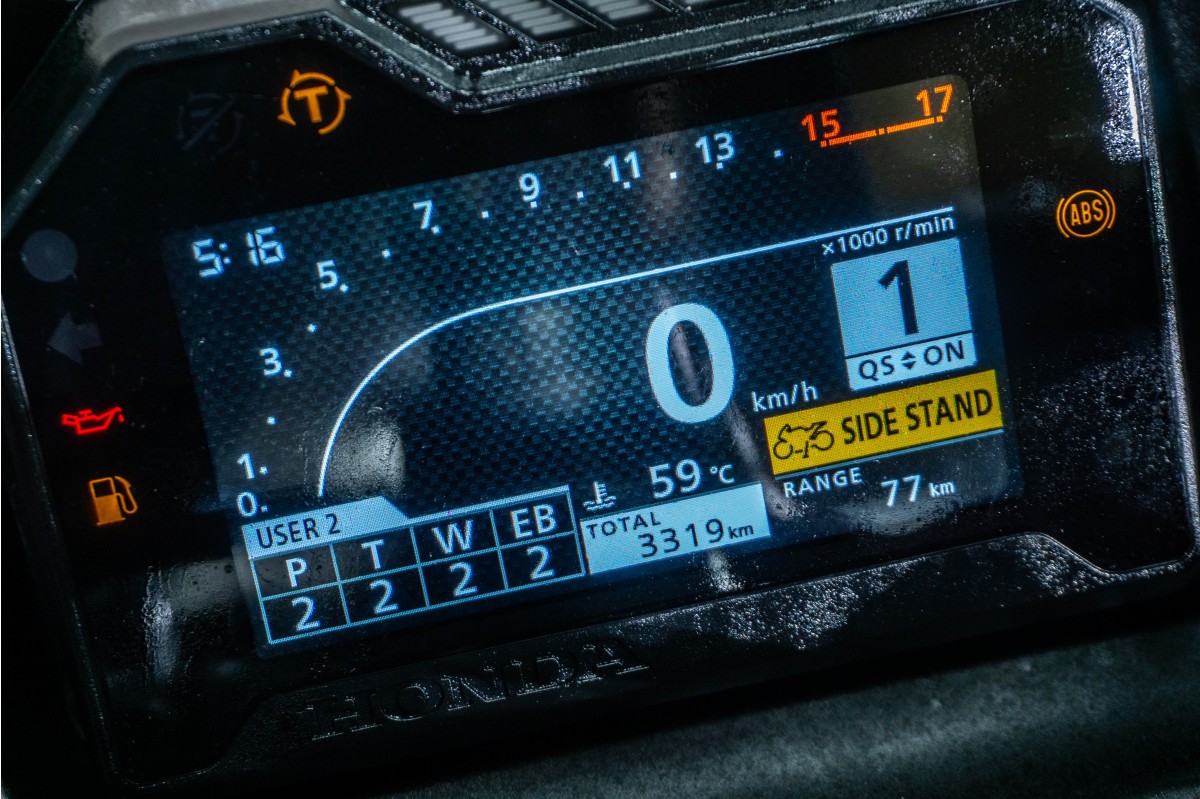 T
15 17
13
11
9
7
5:16
5
ABS
×1000 r/min
1
3
0
QS ON
km/h
SIDE STAND
1
0
59 °C
RANGE 77 km
USER 2
P T W EB
2 2 2 2
TOTAL
3319 km
HONDA